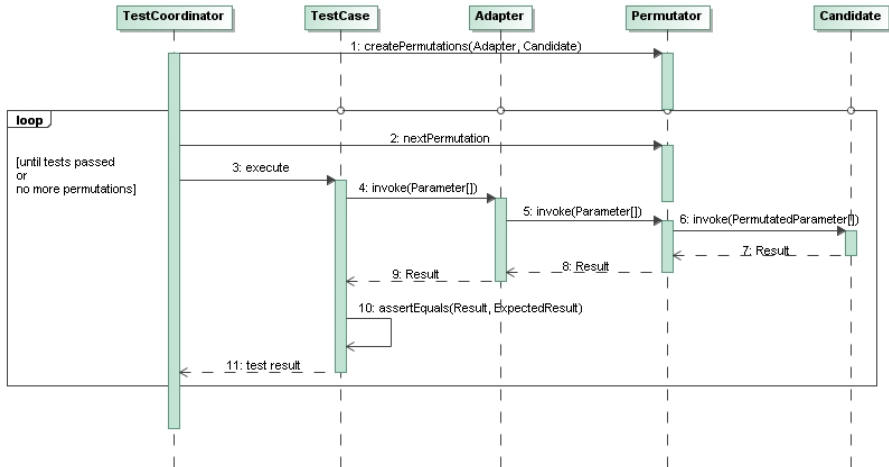 TestCoordinator
TestCase
Adapter
Permutator
Candidate
1: createPermutations(Adapter, Candidate)
loop
2: nextPermutation
[until tests passed
or
no more permutations]
3: execute
4: invoke(Parameter[])
5: invoke(Parameter[])
6: invoke(PermutatedParameter[])
7: Result
8: Result
9: Result
10: assertEquals(Result, ExpectedResult)
11: test result